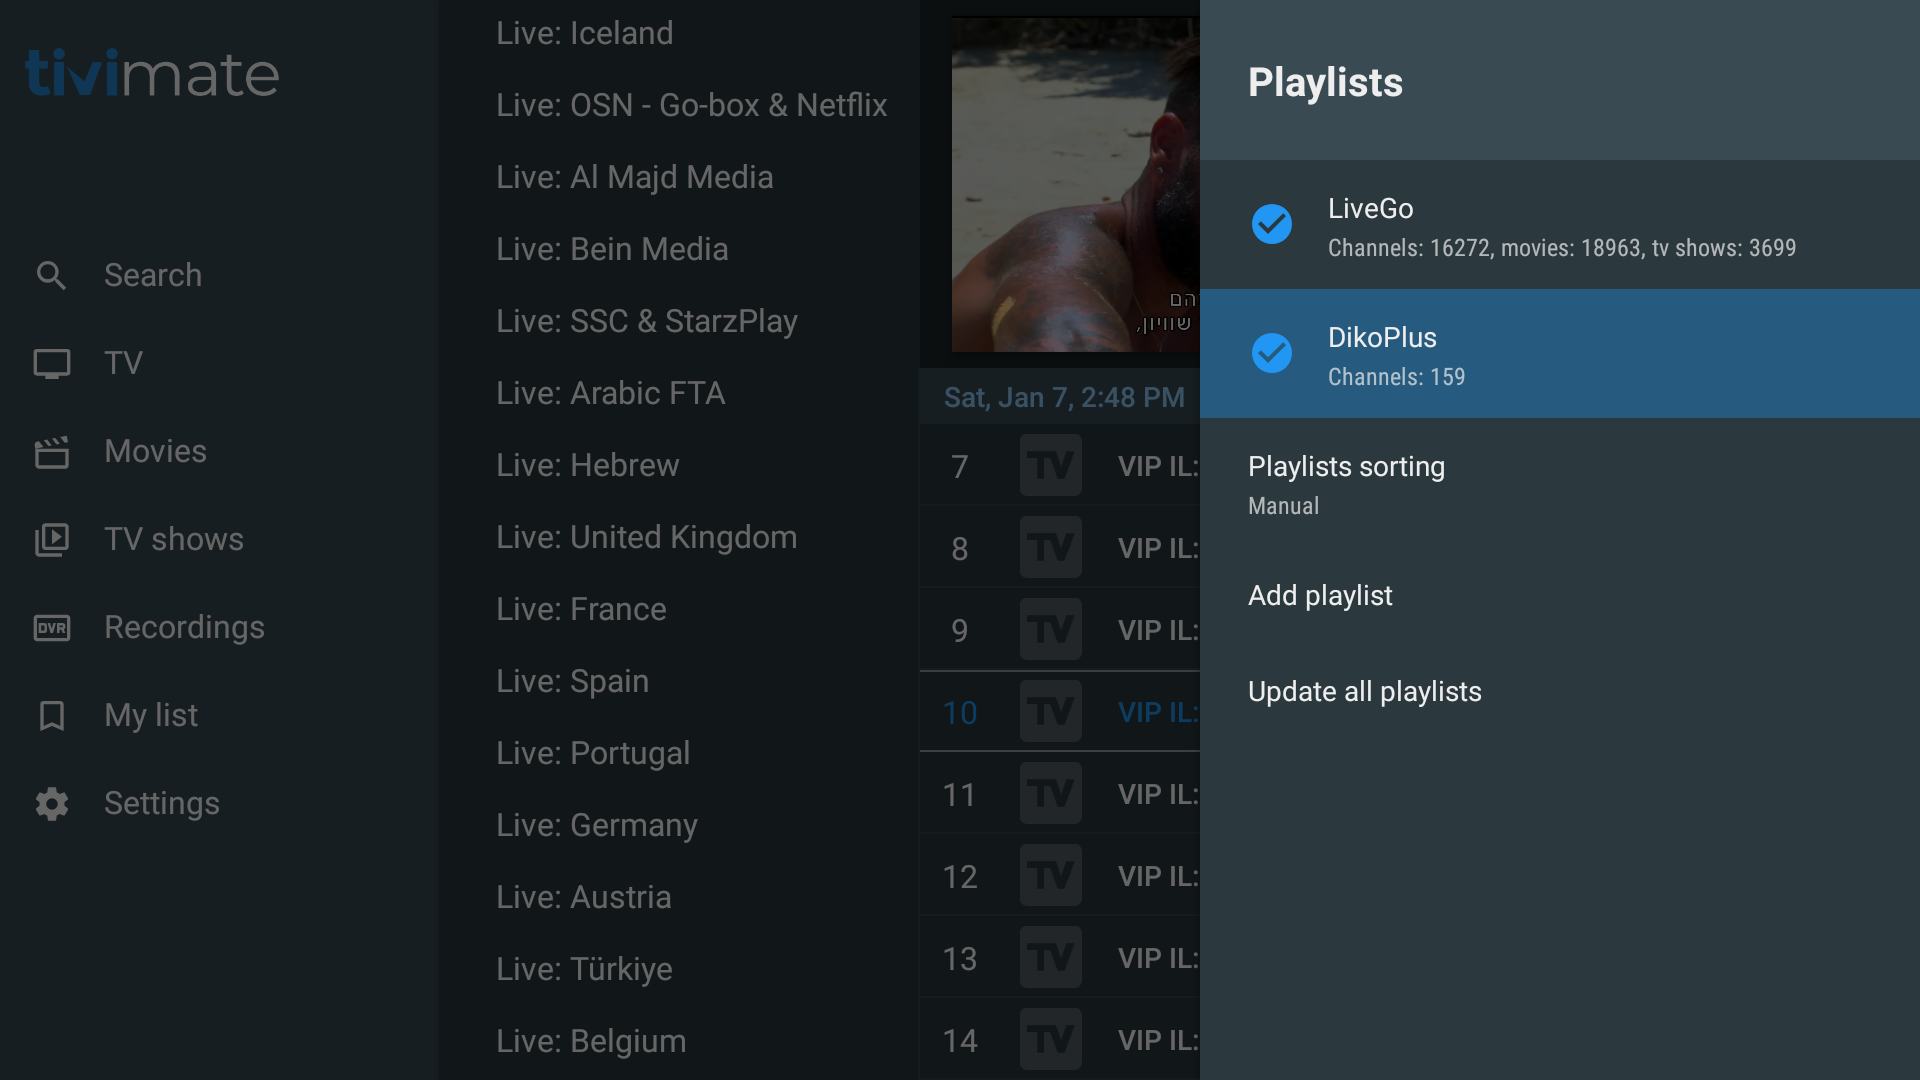 tivimate
Search
TV
Movies
TV shows
DVR
Recordings
My list
Settings
Live: Iceland
Live: OSN - Go-box & Netflix
Live: Al Majd Media
Live: Bein Media
Live: SSC & StarzPlay
Live: Arabic FTA
Live: Hebrew
Live: United Kingdom
Live: France
Live: Spain
Live: Portugal
Live: Germany
Live: Austria
Live: Türkiye
Live: Belgium
הם
שוויון,
Sat, Jan 7, 2:48 PM
7 TV VIP IL:
8 TV VIP IL:
9 TV VIP IL:
10 TV VIP IL:
11 TV VIP IL:
12 TV VIP IL:
13 TV VIP IL:
14 TV VIP IL:
Playlists
LiveGo
Channels: 16272, movies: 18963, tv shows: 3699
DikoPlus
Channels: 159
Playlists sorting
Manual
Add playlist
Update all playlists